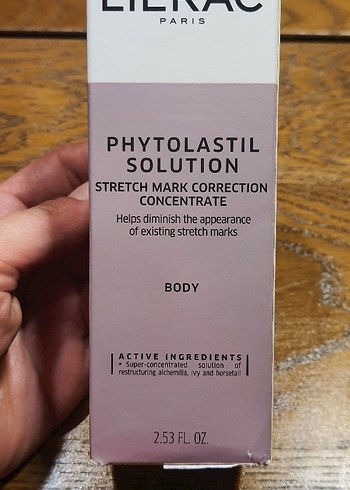 LIERAC
PARIS
PHYTOLASTIL
SOLUTION
STRETCH MARK CORRECTION
CONCENTRATE
Helps diminish the appearance
of existing stretch marks
BODY
ACTIVE INGREDIENTS
• Super-concentrated solution of
restructuring alchemilla, ivy and horsetail
2.53 FL. OZ.